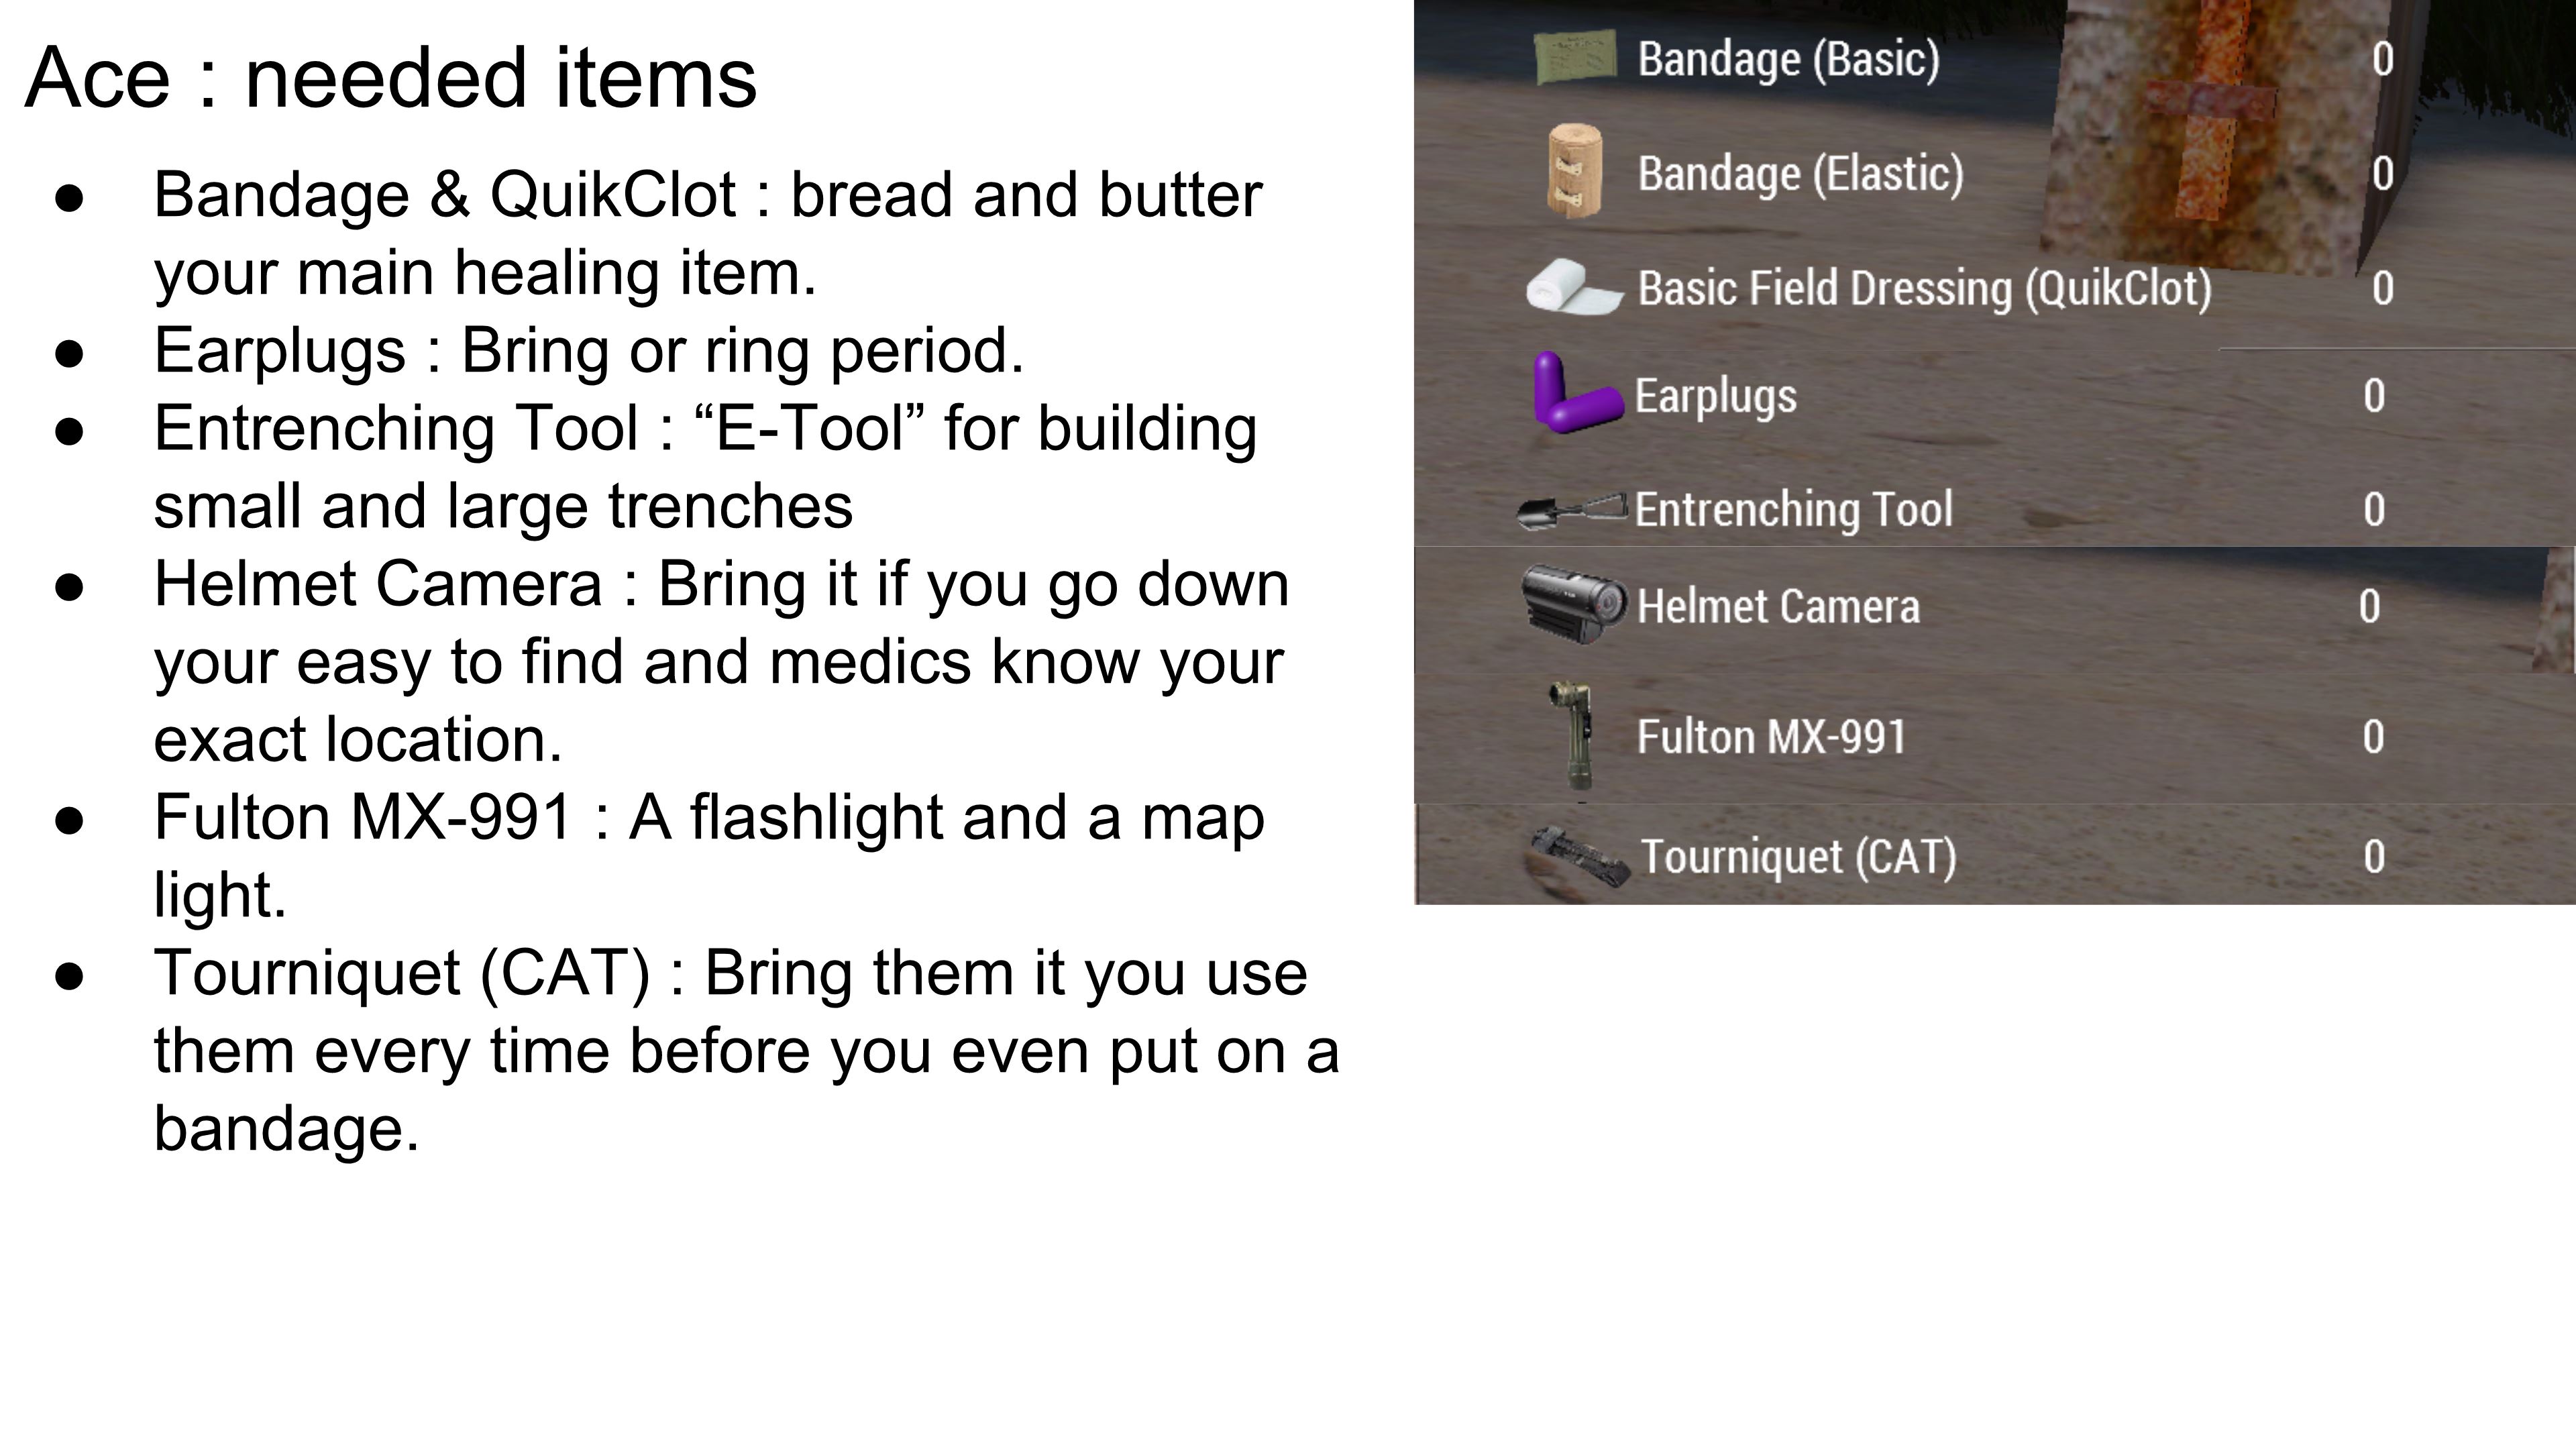 Ace : needed items
● Bandage & QuikClot : bread and butter
your main healing item.
● Earplugs : Bring or ring period.
● Entrenching Tool : “E-Tool” for building
small and large trenches
● Helmet Camera : Bring it if you go down
your easy to find and medics know your
exact location.
● Fulton MX-991 : A flashlight and a map
light.
● Tourniquet (CAT) : Bring them it you use
them every time before you even put on a
bandage.
Bandage (Basic) 0
Bandage (Elastic) 0
Basic Field Dressing (QuikClot) 0
Earplugs 0
Entrenching Tool 0
Helmet Camera 0
Fulton MX-991 0
Tourniquet (CAT) 0